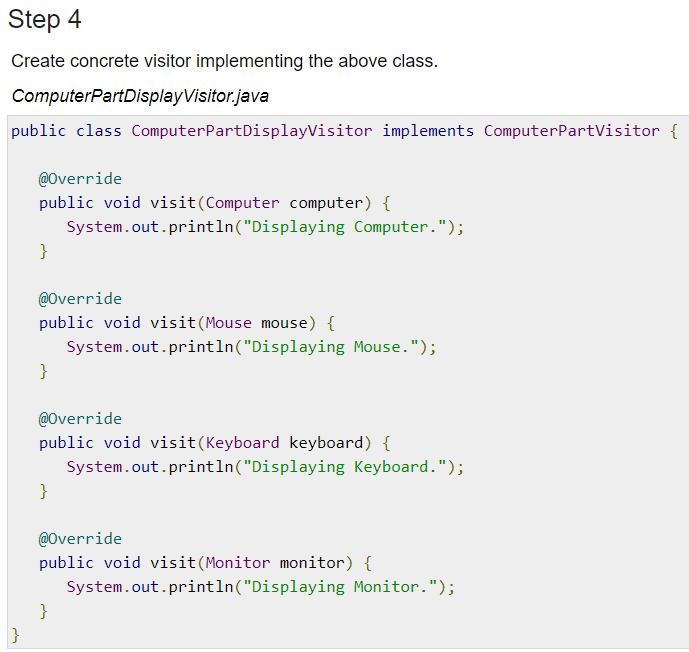 Step 4
Create concrete visitor implementing the above class.
ComputerPartDisplayVisitor.java
public class ComputerPartDisplayVisitor implements ComputerPartVisitor {
@Override
public void visit(Computer computer) {
System.out.println("Displaying Computer.");
}
@Override
public void visit(Mouse mouse) {
System.out.println("Displaying Mouse.");
}
@Override
public void visit(Keyboard keyboard) {
System.out.println("Displaying Keyboard.");
}
@Override
public void visit(Monitor monitor) {
System.out.println("Displaying Monitor.");
}
}